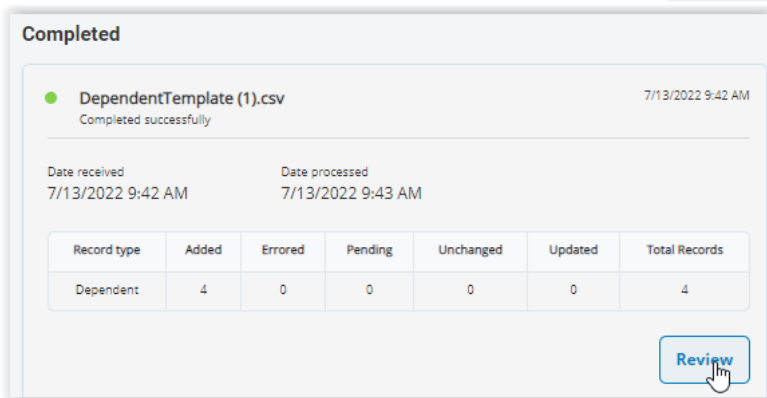 Completed
DependentTemplate (1).csv 7/13/2022 9:42 AM
Completed successfully
Date received Date processed
7/13/2022 9:42 AM 7/13/2022 9:43 AM
Record type Added Errored Pending Unchanged Updated Total Records
Dependent 4 0 0 0 0 4
Review